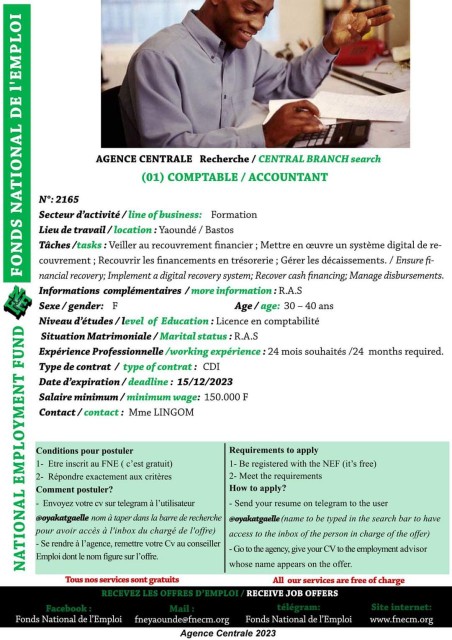 FONDS NATIONAL DE L'EMPLOI
NATIONAL EMPLOYMENT FUND
AGENCE CENTRALE Recherche / CENTRAL BRANCH search
(01) COMPTABLE / ACCOUNTANT
N°: 2165
Secteur d'activité / line of business: Formation
Lieu de travail / location : Yaoundé / Bastos
Tâches /tasks : Veiller au recouvrement financier ; Mettre en œuvre un système digital de re-
couvrement ; Recouvrir les financements en trésorerie ; Gérer les décaissements. / Ensure fi-
nancial recovery; Implement a digital recovery system; Recover cash financing; Manage disbursements.
Informations complémentaires / more information : R.A.S
Sexe / gender: F Age / age: 30 – 40 ans
Niveau d'études / level of Education : Licence en comptabilité
Situation Matrimoniale / Marital status : R.A.S
Expérience Professionnelle /working expérience : 24 mois souhaités /24 months required.
Type de contrat / type of contrat : CDI
Date d'expiration / deadline : 15/12/2023
Salaire minimum / minimum wage: 150.000 F
Contact / contact : Mme LINGOM
Conditions pour postuler
1- Etre inscrit au FNE ( c'est gratuit)
2- Répondre exactement aux critères
Comment postuler?
- Envoyez votre cv sur telegram à l'utilisateur
@oyakatgaelle nom à taper dans la barre de recherche
pour avoir accès à l'inbox du chargé de l'offre)
- Se rendre à l'agence, remettre votre CV au conseiller
Emploi dont le nom figure sur l'offre.
Requirements to apply
1- Be registered with the NEF (it's free)
2- Meet the requirements
How to apply?
- Send your resume on telegram to the user
@oyakatgaelle (name to be typed in the search bar to have
access to the inbox of the person in charge of the offer)
- Go to the agency, give your CV to the employment advisor
whose name appears on the offer.
Tous nos services sont gratuits
All our services are free of charge
RECEVEZ LES OFFRES D'EMPLOI / RECEIVE JOB OFFERS
Facebook : Mail : télégram: Site internet:
Fonds National de l'Emploi fneyaounde@fnecm.org Fonds National de l'Emploi www.fnecm.org
Agence Centrale 2023